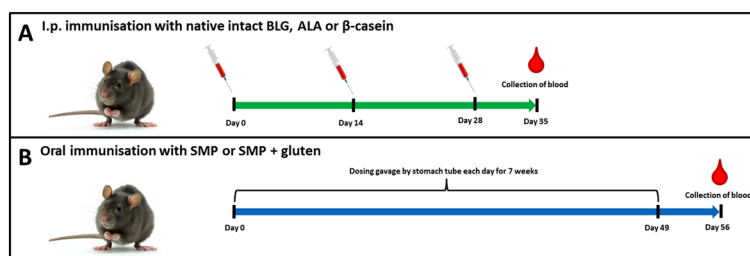 A I.p. immunisation with native intact BLG, ALA or β-casein
Collection of blood
Day 0 Day 14 Day 28 Day 35
B Oral immunisation with SMP or SMP + gluten
Dosing gavage by stomach tube each day for 7 weeks
Collection of blood
Day 0 Day 49 Day 56